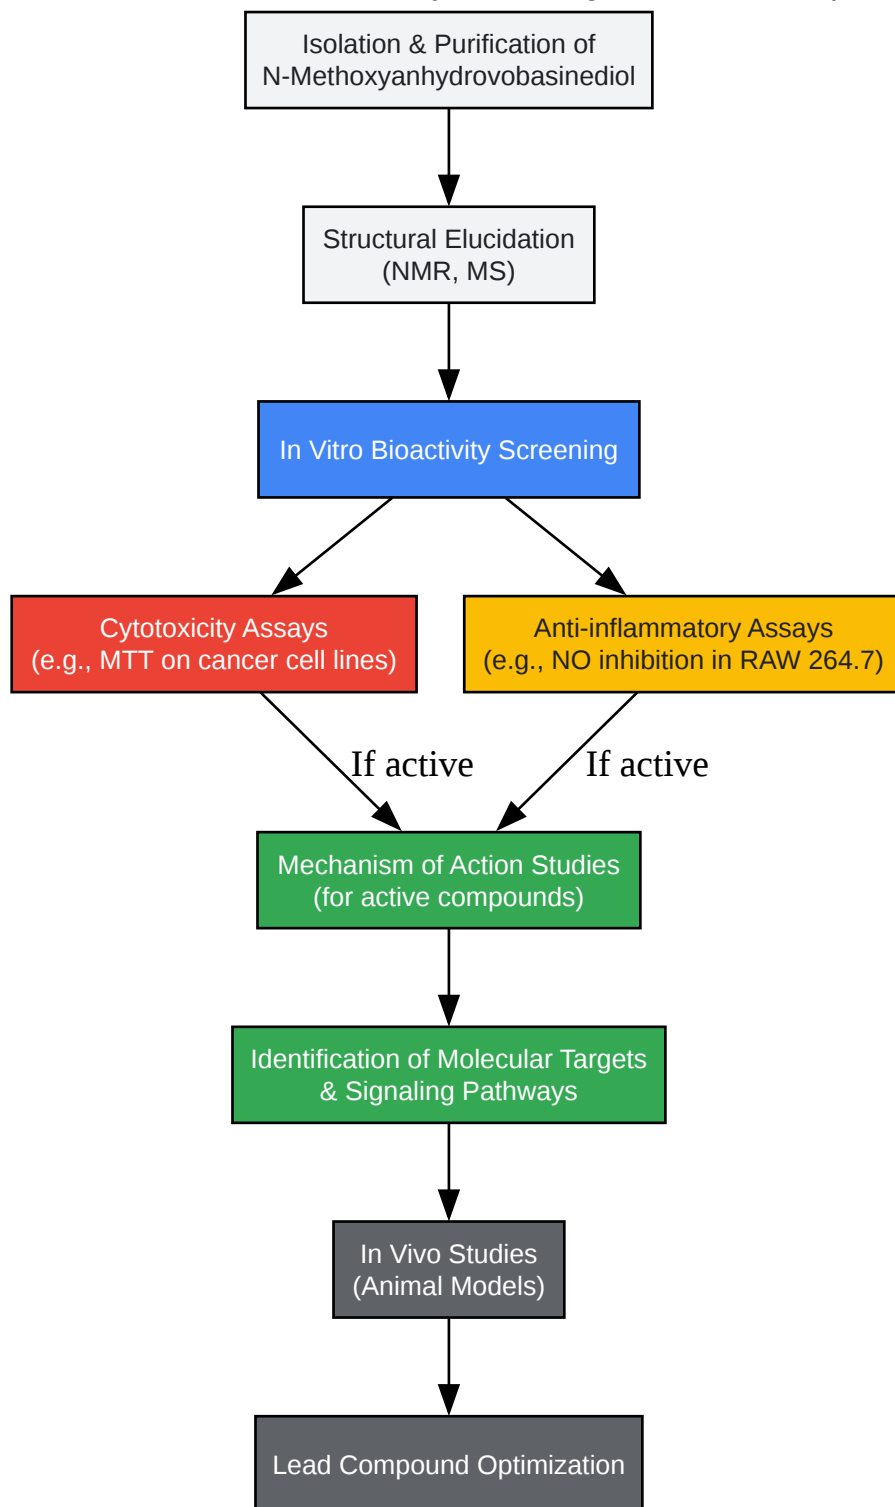 Isolation & Purification of
N-Methoxyanhydrovobasinediol
Structural Elucidation
(NMR, MS)
In Vitro Bioactivity Screening
Cytotoxicity Assays
(e.g., MTT on cancer cell lines)
Anti-inflammatory Assays
(e.g., NO inhibition in RAW 264.7)
If active
If active
Mechanism of Action Studies
(for active compounds)
Identification of Molecular Targets
& Signaling Pathways
In Vivo Studies
(Animal Models)
Lead Compound Optimization